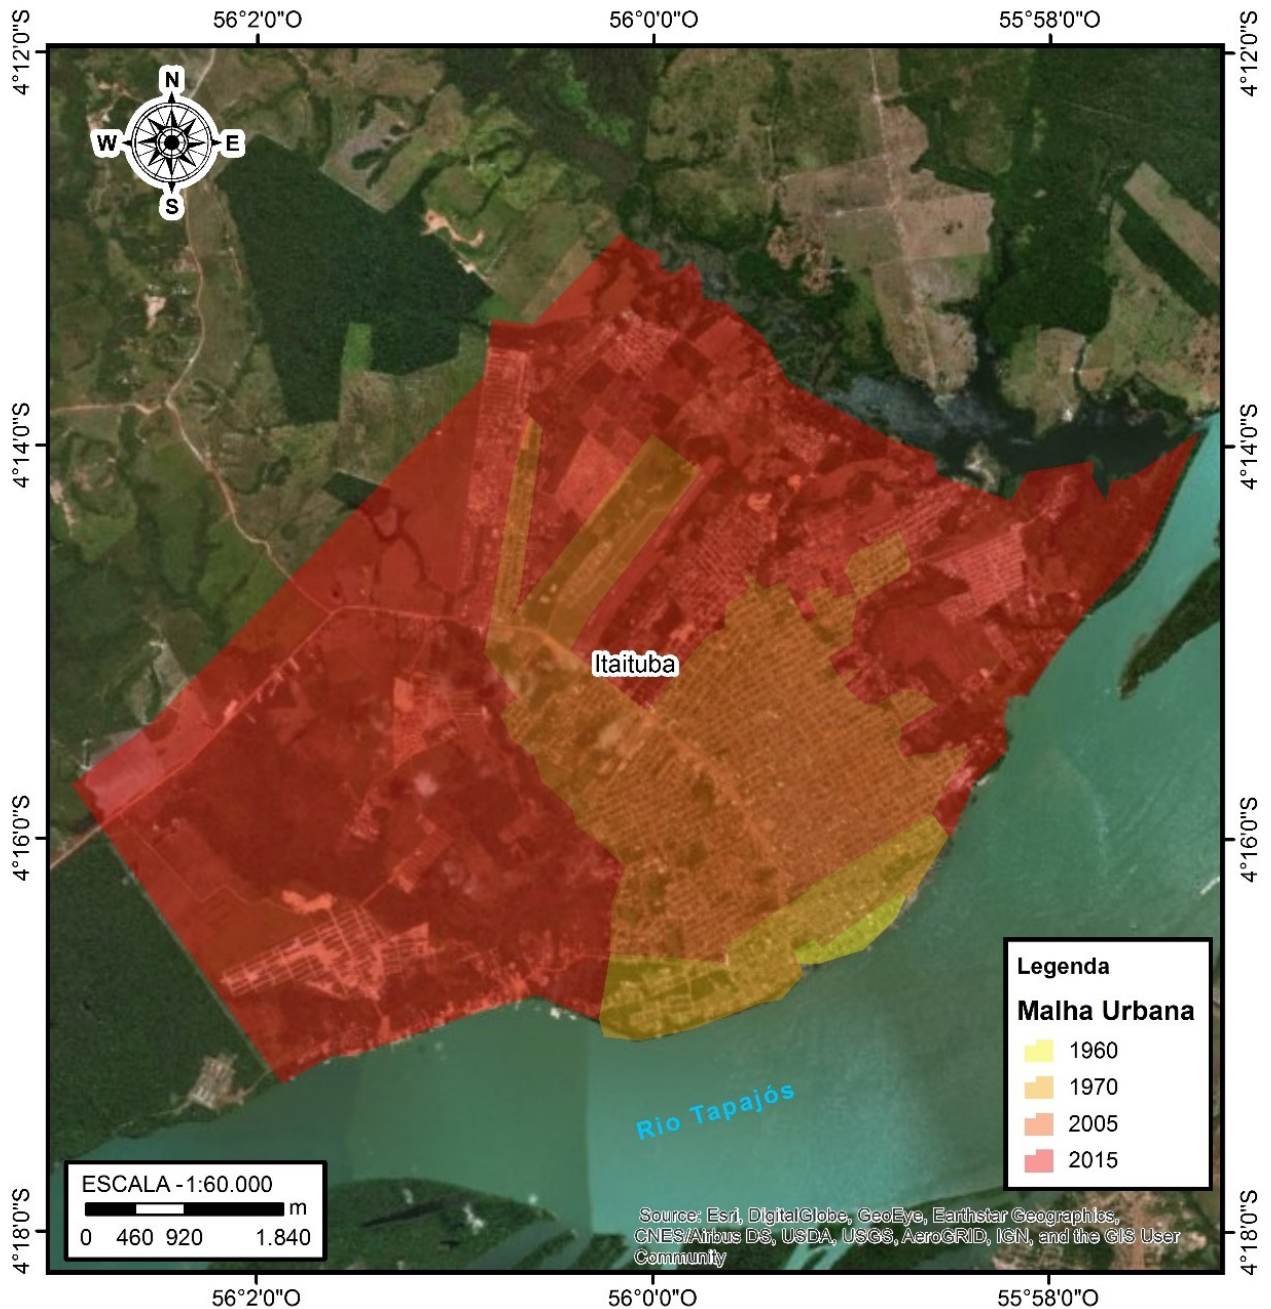 56°2'0"O
56°0'0"O
55°58'0"O
4°12'0"S
4°12'0"S
N
W
E
S
4°14'0"S
4°14'0"S
Itaituba
4°16'0"S
4°16'0"S
Legenda
Malha Urbana
1960
1970
2005
2015
Rio Tapajós
ESCALA -1:60.000
m
0 460 920 1.840
Source: Esri, DigitalGlobe, GeoEye, Earthstar Geographics,
CNES/Airbus DS, USDA, USGS, AeroGRID, IGN, and the GIS User
Community
4°18'0"S
4°18'0"S
56°2'0"O
56°0'0"O
55°58'0"O